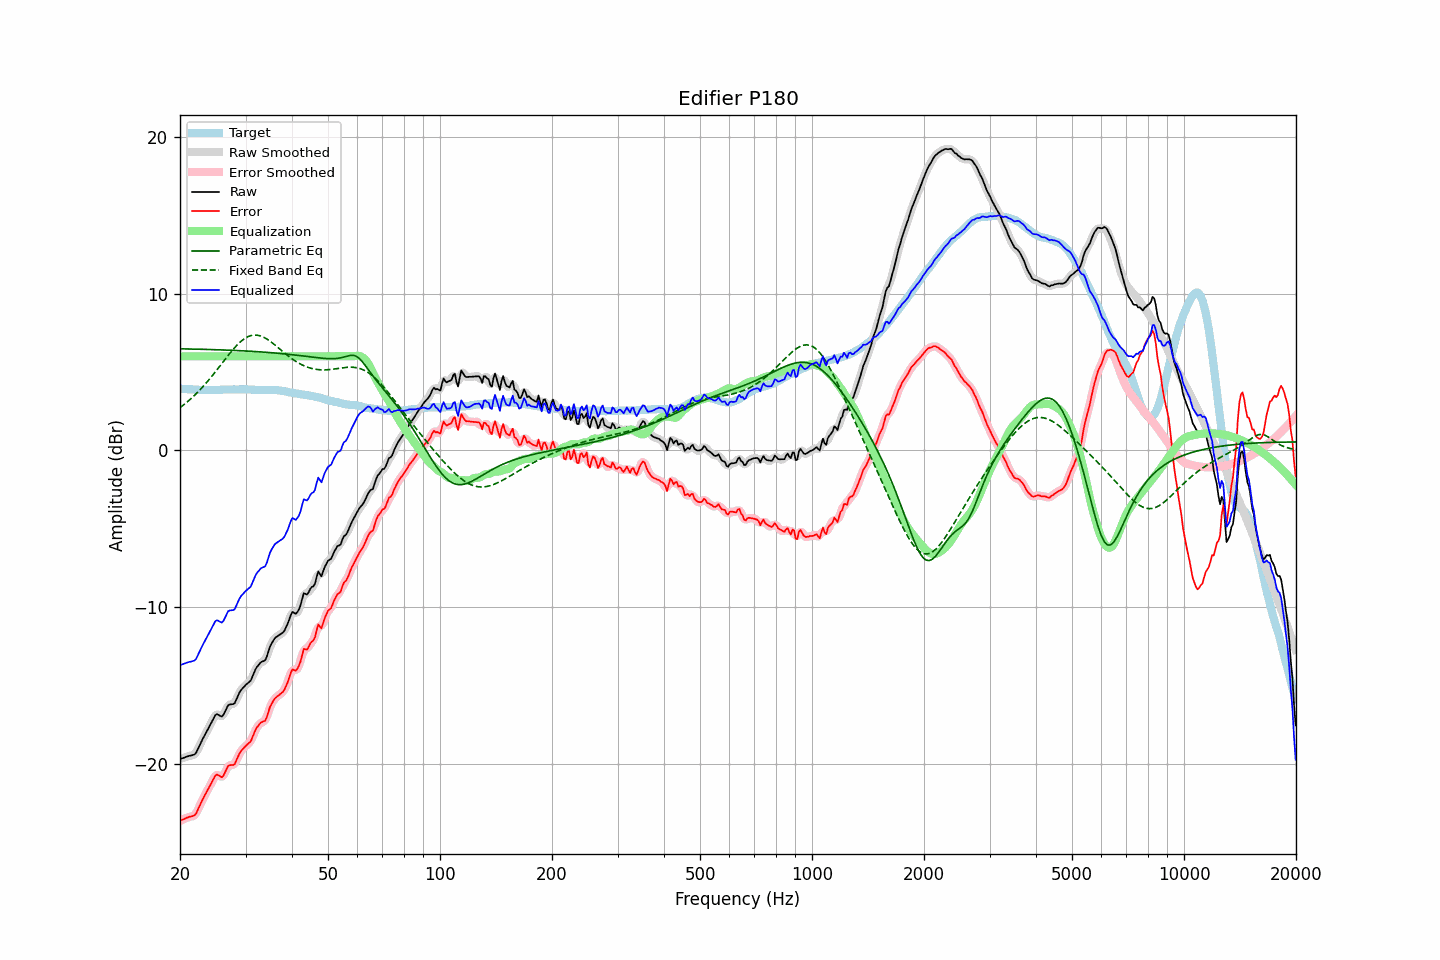 Edifier P180
Target
Raw Smoothed
Error Smoothed
Raw
Error
Equalization
Parametric Eq
Fixed Band Eq
Equalized
20
10
0
−10
−20
Amplitude (dBr)
20 50 100 200 500 1000 2000 5000 10000 20000
Frequency (Hz)